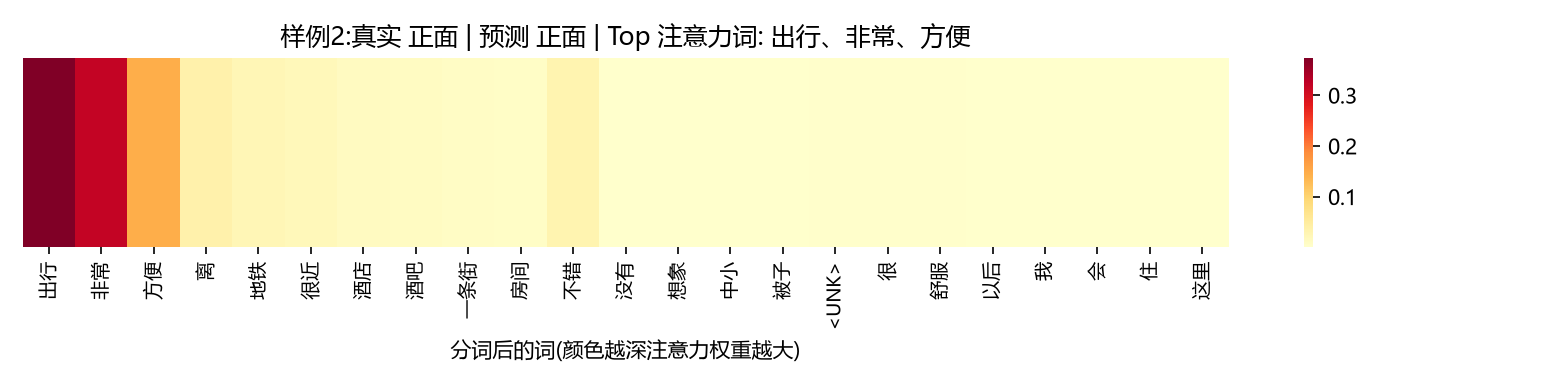 样例2:真实 正面 | 预测 正面 | Top 注意力词: 出行、非常、方便
0.3
0.2
0.1
出行
非常
方便
离
地铁
很近
酒店
酒吧
一条街
房间
不错
没有
想象
中小
被子
<UNK>
很
舒服
以后
我
会
住
这里
分词后的词(颜色越深注意力权重越大)